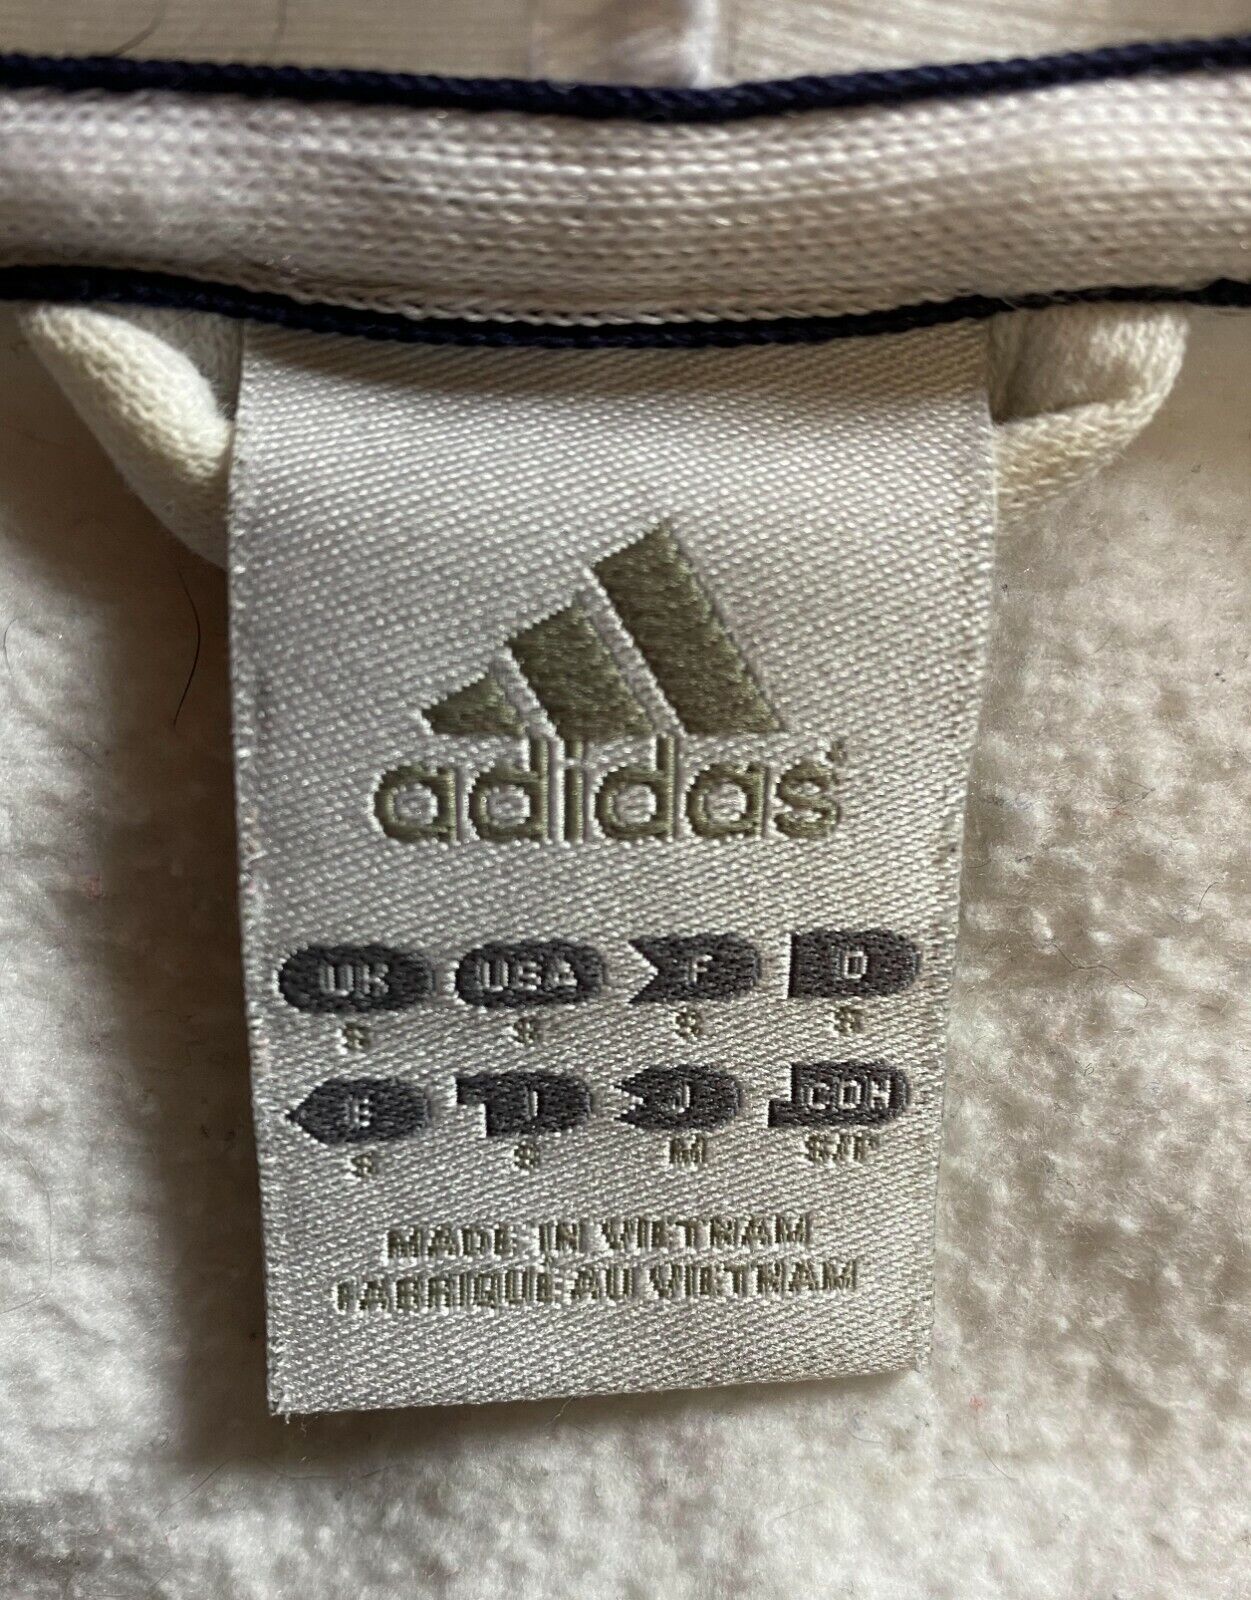 adidas
UK USA F D
S S S S
E I J CDN
S S M S/P
MADE IN VIETNAM
FABRIQUE AU VIETNAM